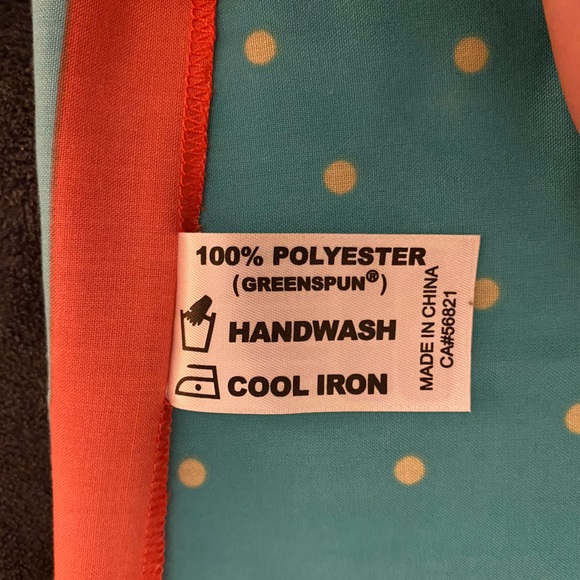 100% POLYESTER
(GREENSPUN®)
HANDWASH
COOL IRON
MADE IN CHINA
CA#56821